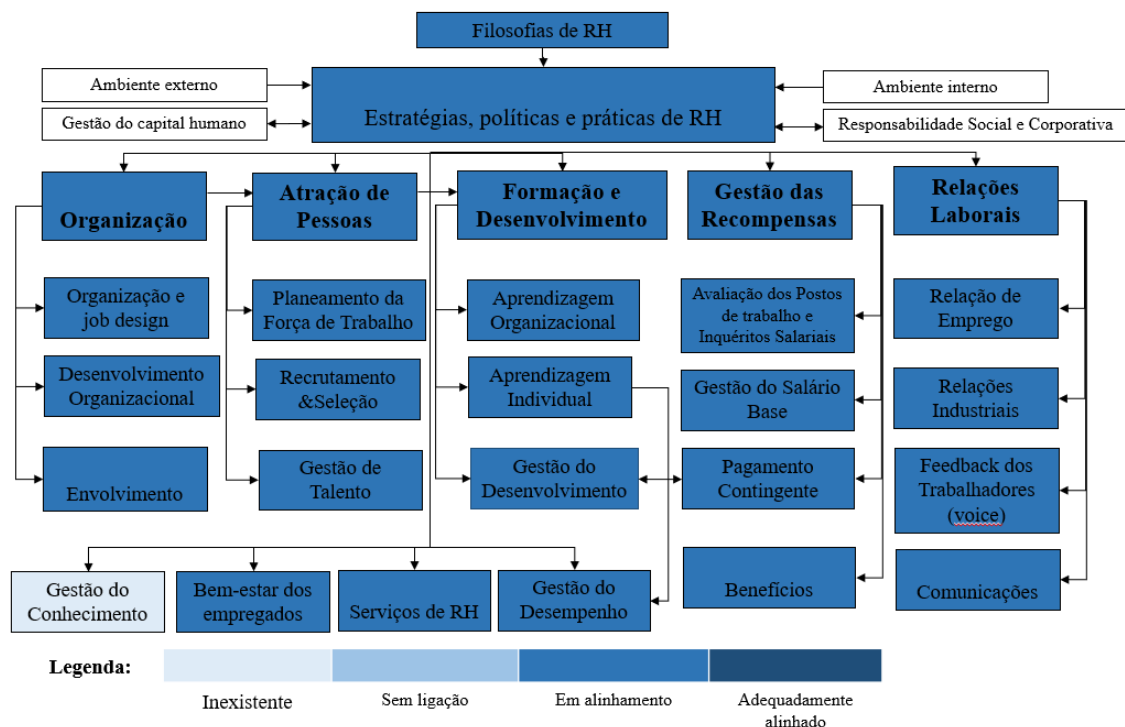 Filosofias de RH
Ambiente externo
Ambiente interno
Estratégias, políticas e práticas de RH
Gestão do capital humano
Responsabilidade Social e Corporativa
Organização
Atração de
Pessoas
Formação e
Desenvolvimento
Gestão das
Recompensas
Relações
Laborais
Organização e
job design
Planeamento da
Força de Trabalho
Aprendizagem
Organizacional
Avaliação dos Postos
de trabalho e
Inquéritos Salariais
Relação de
Emprego
Desenvolvimento
Organizacional
Recrutamento
&Seleção
Aprendizagem
Individual
Gestão do Salário
Base
Relações
Industriais
Envolvimento
Gestão de
Talento
Gestão do
Desenvolvimento
Pagamento
Contingente
Feedback dos
Trabalhadores
(voice)
Gestão do
Conhecimento
Bem-estar dos
empregados
Serviços de RH
Gestão do
Desempenho
Benefícios
Comunicações
Legenda:
Inexistente
Sem ligação
Em alinhamento
Adequadamente
alinhado